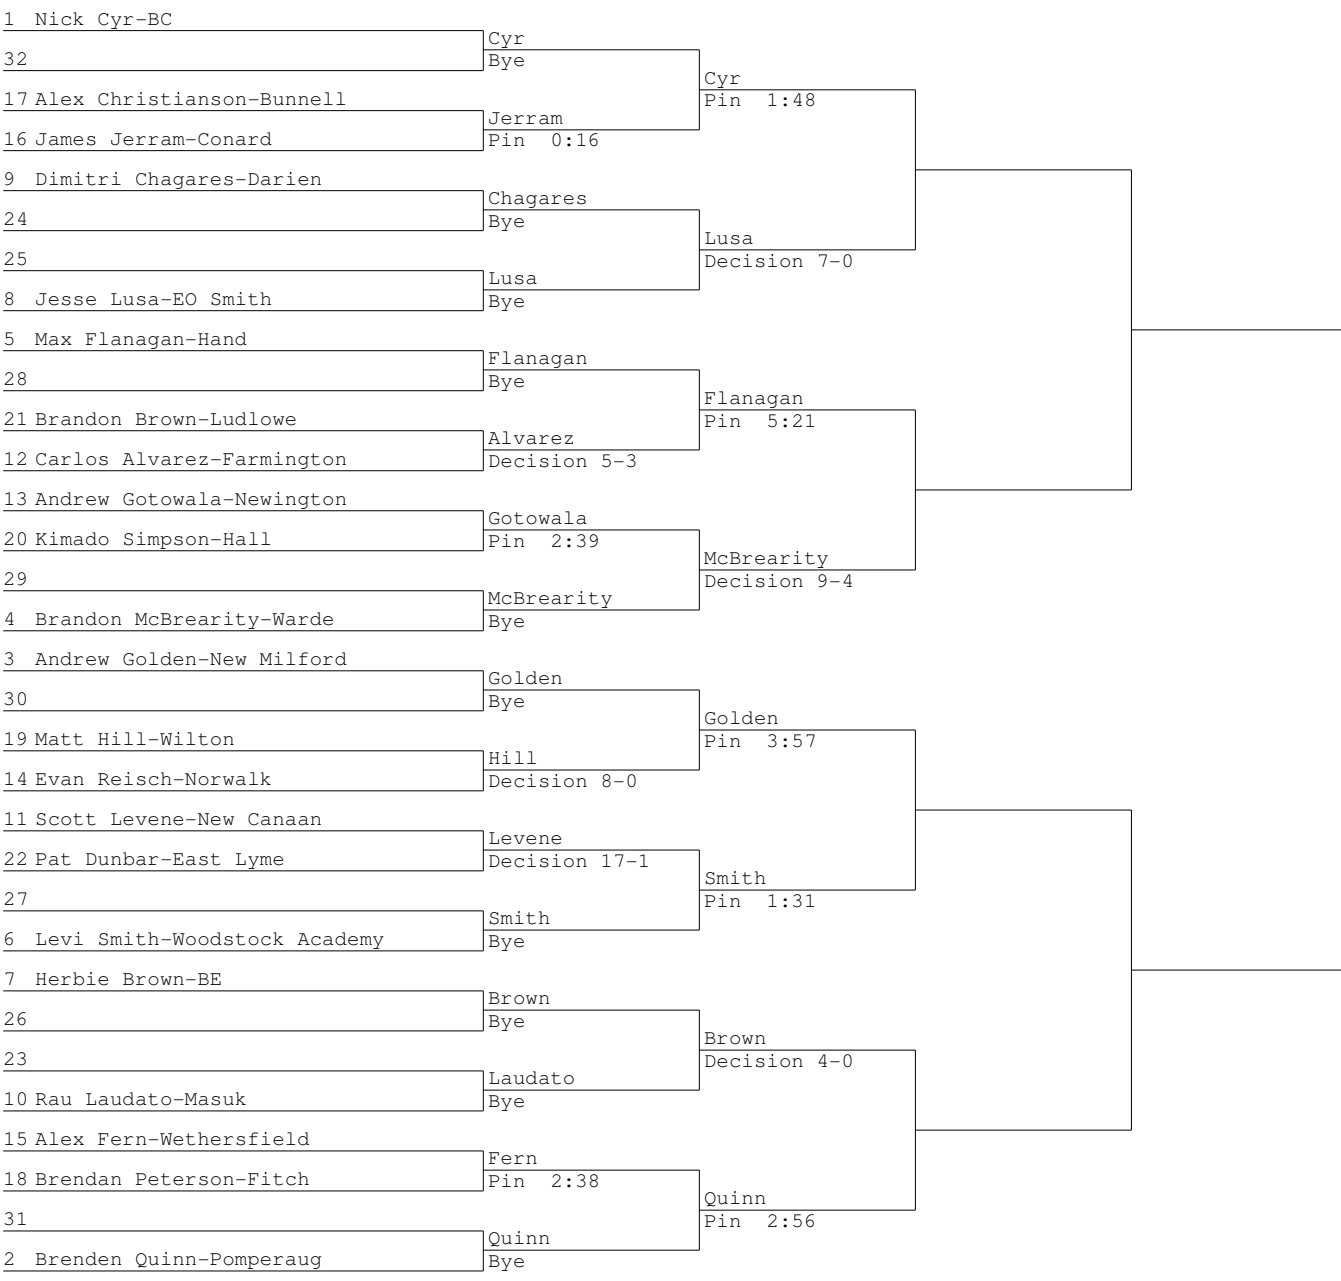 1 Nick Cyr-BC
Cyr
32
Bye
Cyr
17 Alex Christianson-Bunnell
Pin 1:48
Jerram
16 James Jerram-Conard
Pin 0:16
9 Dimitri Chagares-Darien
Chagares
24
Bye
Lusa
25
Decision 7-0
Lusa
8 Jesse Lusa-EO Smith
Bye
5 Max Flanagan-Hand
Flanagan
28
Bye
Flanagan
21 Brandon Brown-Ludlowe
Pin 5:21
Alvarez
12 Carlos Alvarez-Farmington
Decision 5-3
13 Andrew Gotowala-Newington
Gotowala
20 Kimado Simpson-Hall
Pin 2:39
McBrearity
29
Decision 9-4
McBrearity
4 Brandon McBrearity-Warde
Bye
3 Andrew Golden-New Milford
Golden
30
Bye
Golden
19 Matt Hill-Wilton
Pin 3:57
Hill
14 Evan Reisch-Norwalk
Decision 8-0
11 Scott Levene-New Canaan
Levene
22 Pat Dunbar-East Lyme
Decision 17-1
Smith
27
Pin 1:31
Smith
6 Levi Smith-Woodstock Academy
Bye
7 Herbie Brown-BE
Brown
26
Bye
Brown
23
Decision 4-0
Laudato
10 Rau Laudato-Masuk
Bye
15 Alex Fern-Wethersfield
Fern
18 Brendan Peterson-Fitch
Pin 2:38
Quinn
31
Pin 2:56
Quinn
2 Brenden Quinn-Pomperaug
Bye